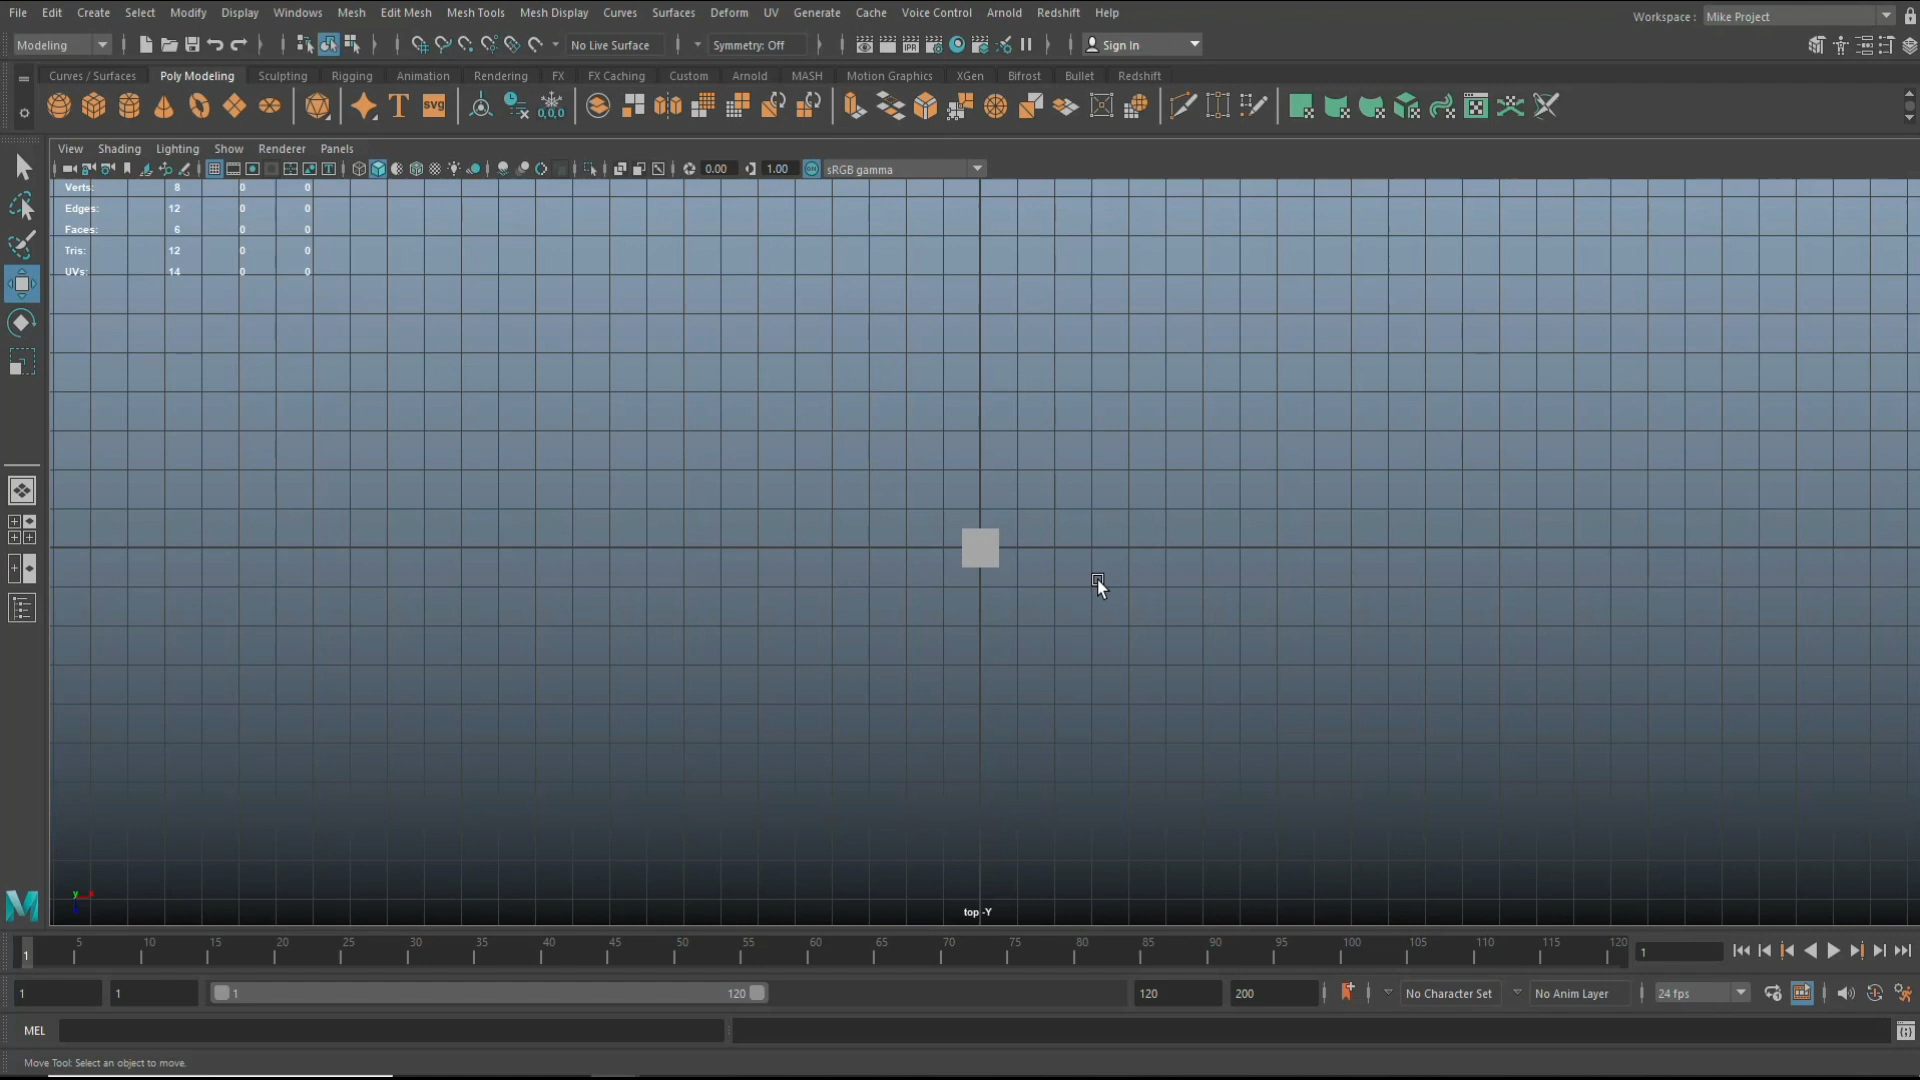 File Edit Create Select Modify Display Windows Mesh Edit Mesh Mesh Tools Mesh Display Curves Surfaces Deform UV Generate Cache Voice Control Arnold Redshift Help
Workspace : Mike Project
Modeling No Live Surface Symmetry: Off IPR Sign In
Curves / Surfaces Poly Modeling Sculpting Rigging Animation Rendering FX FX Caching Custom Arnold MASH Motion Graphics XGen Bifrost Bullet Redshift
T svg 0,0,0
View Shading Lighting Show Renderer Panels
0.00 1.00 sRGB gamma
Verts: 8 0 0
Edges: 12 0 0
Faces: 6 0 0
Tris: 12 0 0
UVs: 14 0 0
y x
top -Y
M
1 5 10 15 20 25 30 35 40 45 50 55 60 65 70 75 80 85 90 95 100 105 110 115 120 1
1 1 1 120 120 200 No Character Set No Anim Layer 24 fps
MEL
Move Tool: Select an object to move.